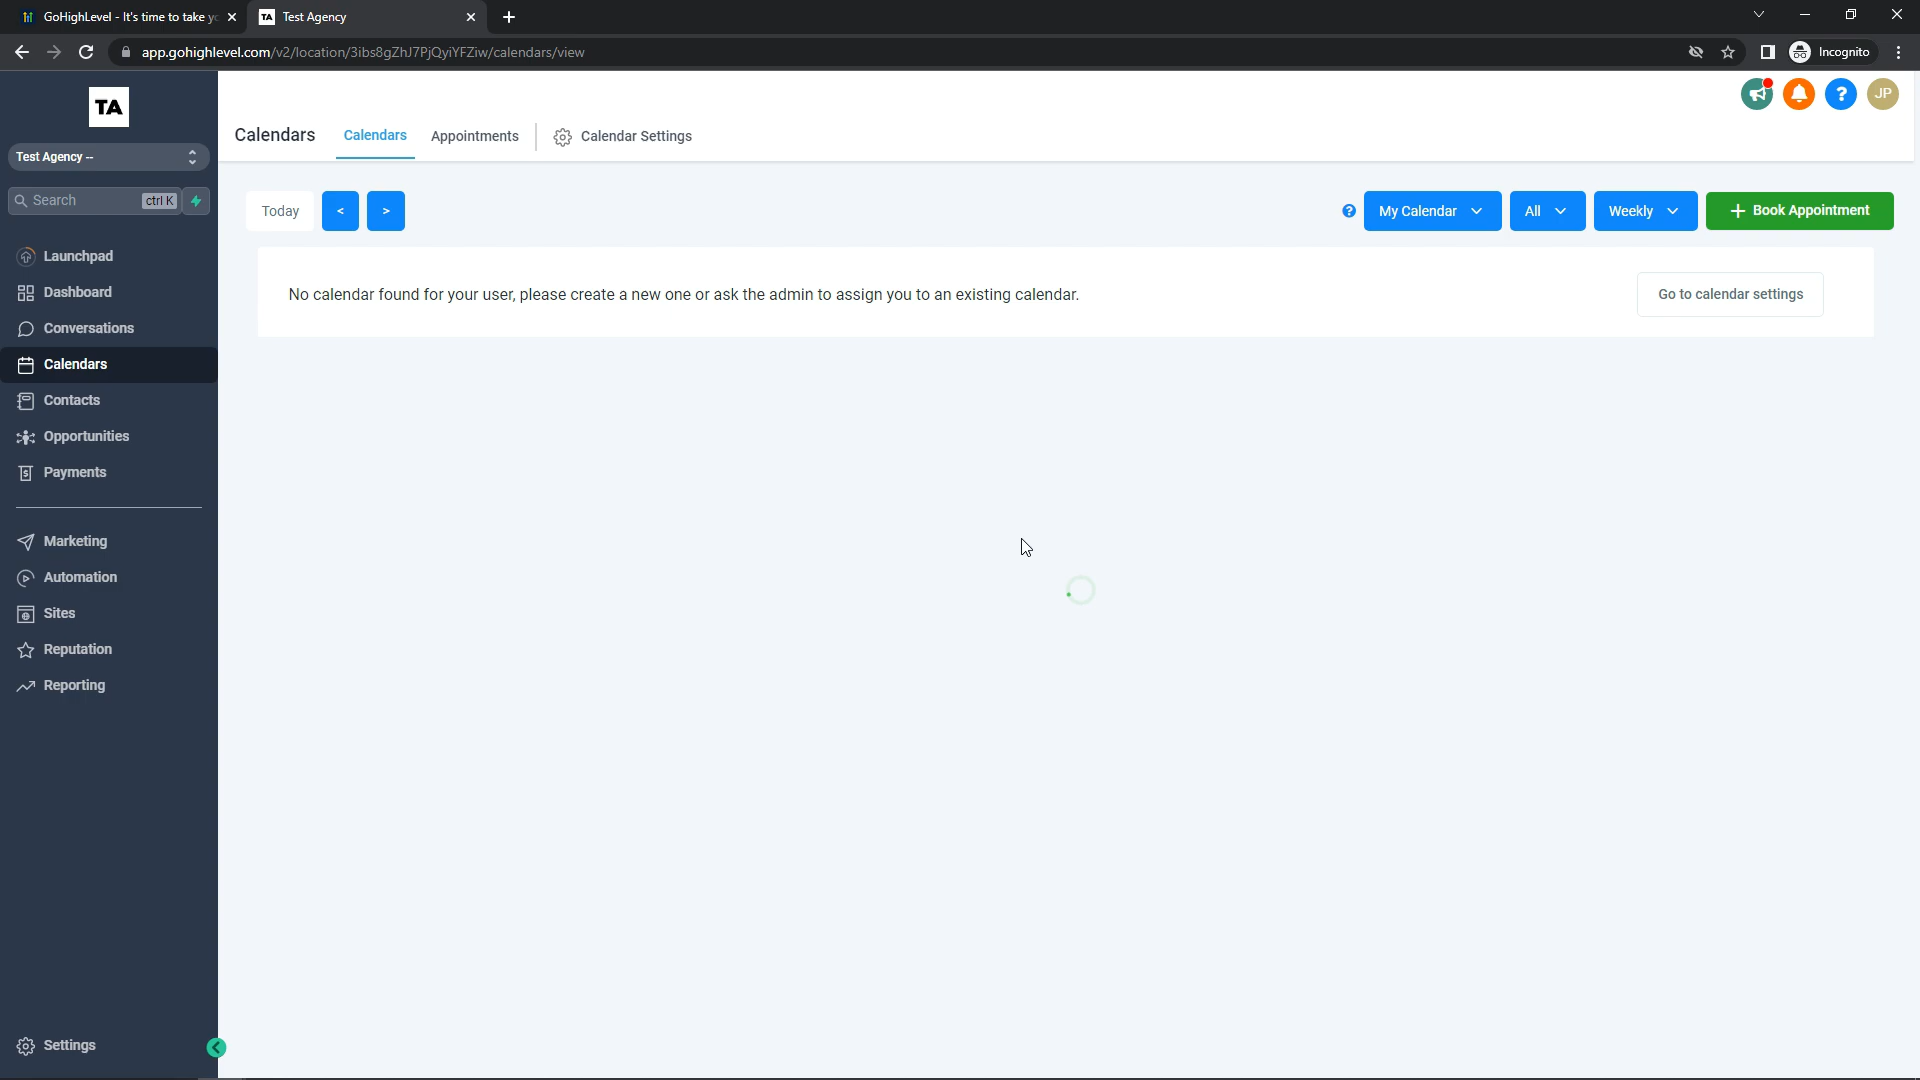 GoHighLevel - It's time to take yo
Test Agency
app.gohighlevel.com/v2/location/3ibs8gZhJ7PjQyiYFZiw/calendars/view
Incognito
TA
Test Agency --
Search
ctrl K
Launchpad
Dashboard
Conversations
Calendars
Contacts
Opportunities
Payments
Marketing
Automation
Sites
Reputation
Reporting
Settings
JP
Calendars
Calendars
Appointments
Calendar Settings
Today
<
>
?
My Calendar
All
Weekly
+ Book Appointment
No calendar found for your user, please create a new one or ask the admin to assign you to an existing calendar.
Go to calendar settings